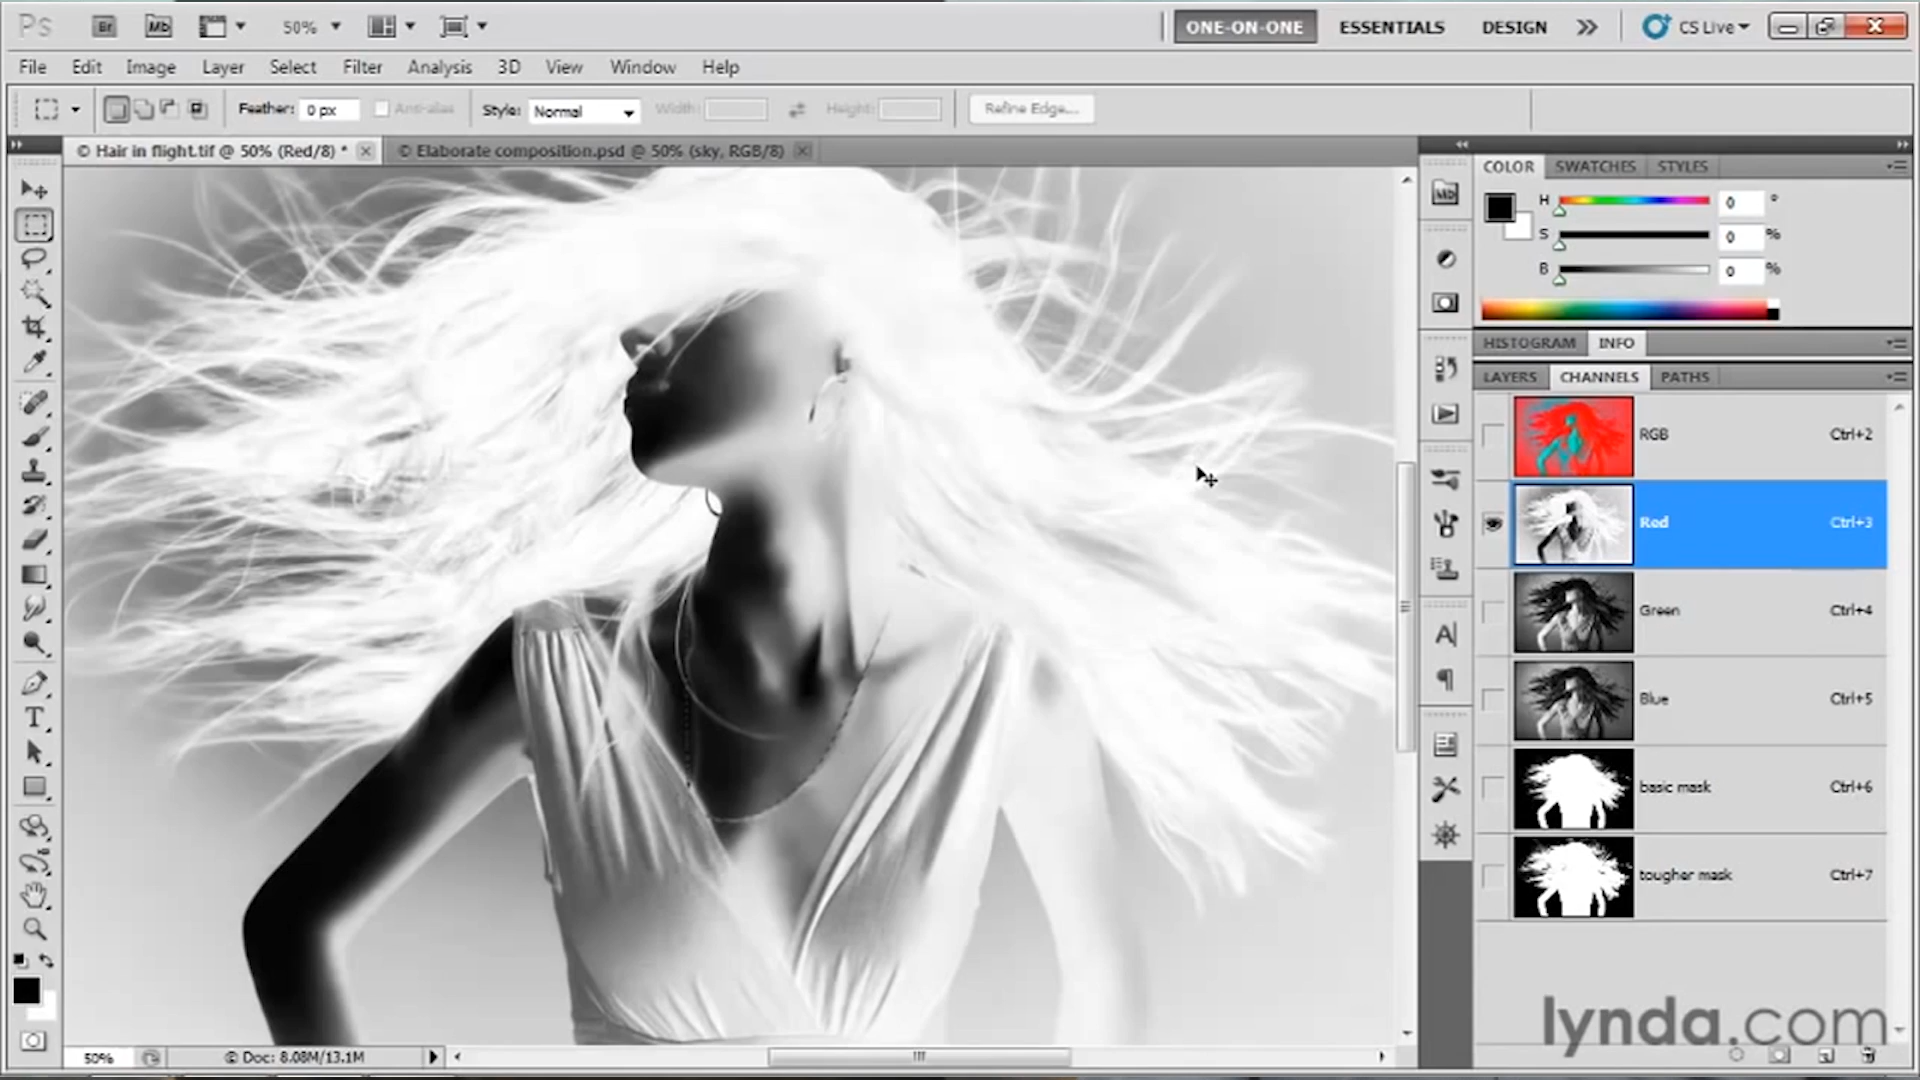 Ps Br Mb 50% ONE-ON-ONE ESSENTIALS DESIGN CS Live
File Edit Image Layer Select Filter Analysis 3D View Window Help
Feather: 0 px Anti-alias Style: Normal Width: Height: Refine Edge...
© Hair in flight.tif @ 50% (Red/8) * © Elaborate composition.psd @ 50% (sky, RGB/8)
COLOR SWATCHES STYLES
Mb
H 0 °
S 0 %
B 0 %
HISTOGRAM INFO
LAYERS CHANNELS PATHS
RGB Ctrl+2
Red Ctrl+3
Green Ctrl+4
Blue Ctrl+5
basic mask Ctrl+6
tougher mask Ctrl+7
lynda.com
50% © Doc: 8.08M/13.1M